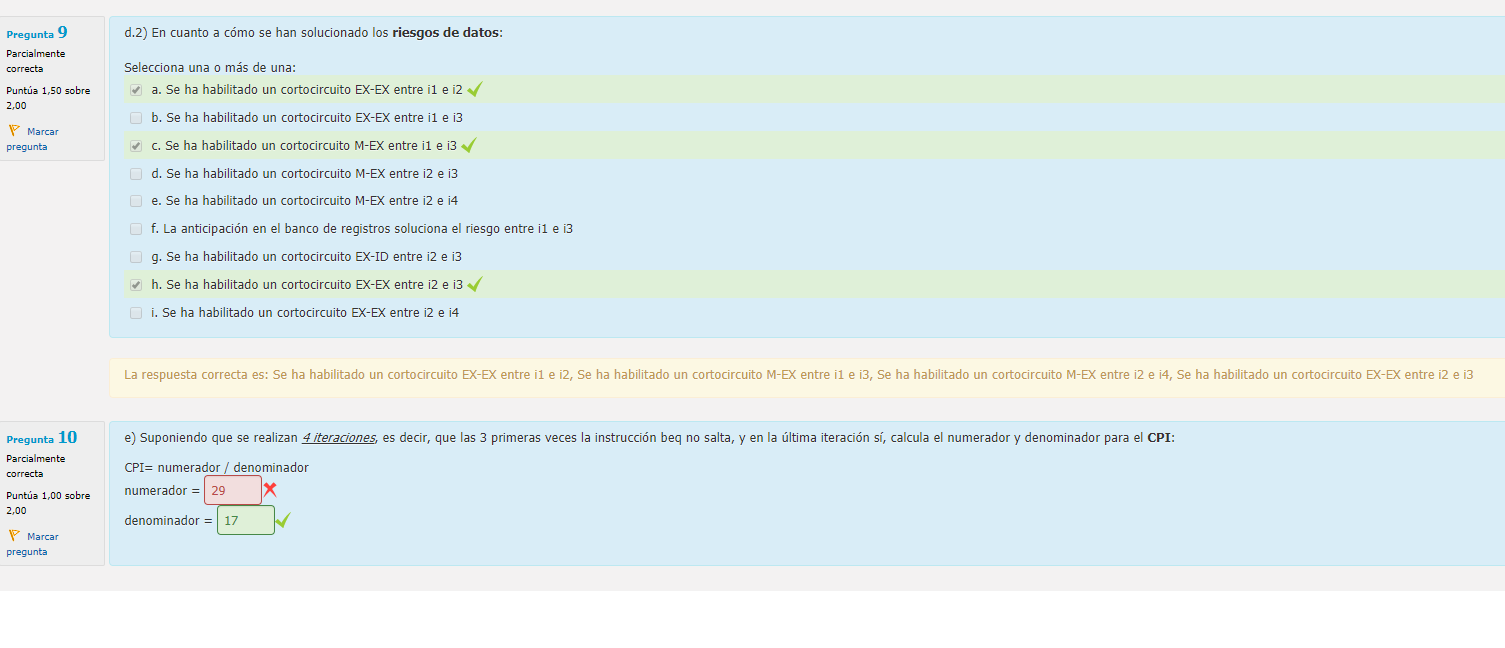 Pregunta 9
Parcialmente
correcta
Puntúa 1,50 sobre
2,00
Marcar
pregunta
d.2) En cuanto a cómo se han solucionado los riesgos de datos:
Selecciona una o más de una:
a. Se ha habilitado un cortocircuito EX-EX entre i1 e i2
b. Se ha habilitado un cortocircuito EX-EX entre i1 e i3
c. Se ha habilitado un cortocircuito M-EX entre i1 e i3
d. Se ha habilitado un cortocircuito M-EX entre i2 e i3
e. Se ha habilitado un cortocircuito M-EX entre i2 e i4
f. La anticipación en el banco de registros soluciona el riesgo entre i1 e i3
g. Se ha habilitado un cortocircuito EX-ID entre i2 e i3
h. Se ha habilitado un cortocircuito EX-EX entre i2 e i3
i. Se ha habilitado un cortocircuito EX-EX entre i2 e i4
La respuesta correcta es: Se ha habilitado un cortocircuito EX-EX entre i1 e i2, Se ha habilitado un cortocircuito M-EX entre i1 e i3, Se ha habilitado un cortocircuito M-EX entre i2 e i4, Se ha habilitado un cortocircuito EX-EX entre i2 e i3
Pregunta 10
Parcialmente
correcta
Puntúa 1,00 sobre
2,00
Marcar
pregunta
e) Suponiendo que se realizan 4 iteraciones, es decir, que las 3 primeras veces la instrucción beq no salta, y en la última iteración sí, calcula el numerador y denominador para el CPI:
CPI= numerador / denominador
numerador = 29
denominador = 17